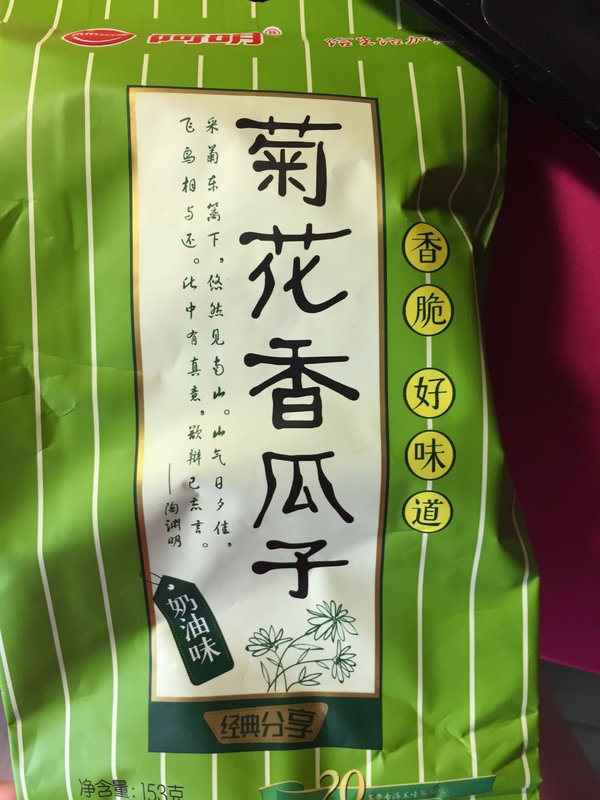 阿明®
菊花香瓜子
采菊东篱下,悠然见南山。山气日夕佳,
飞鸟相与还。此中有真意,欲辩已忘言。
——陶渊明
香脆 好味道
奶油味
经典分享
净含量:153克
20